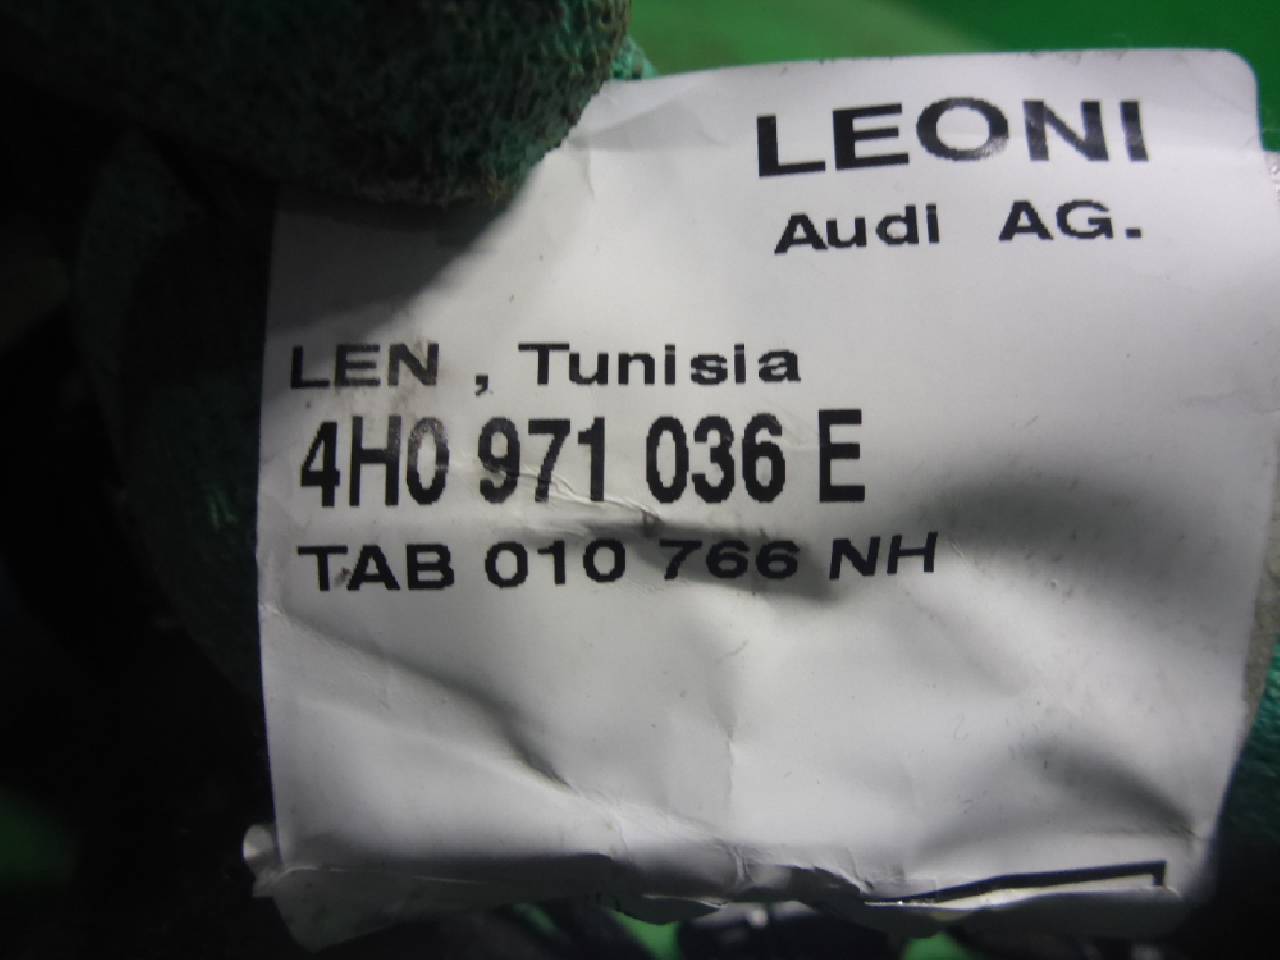 LEONI
Audi AG.
LEN , Tunisia
4H0 971 036 E
TAB 010 766 NH